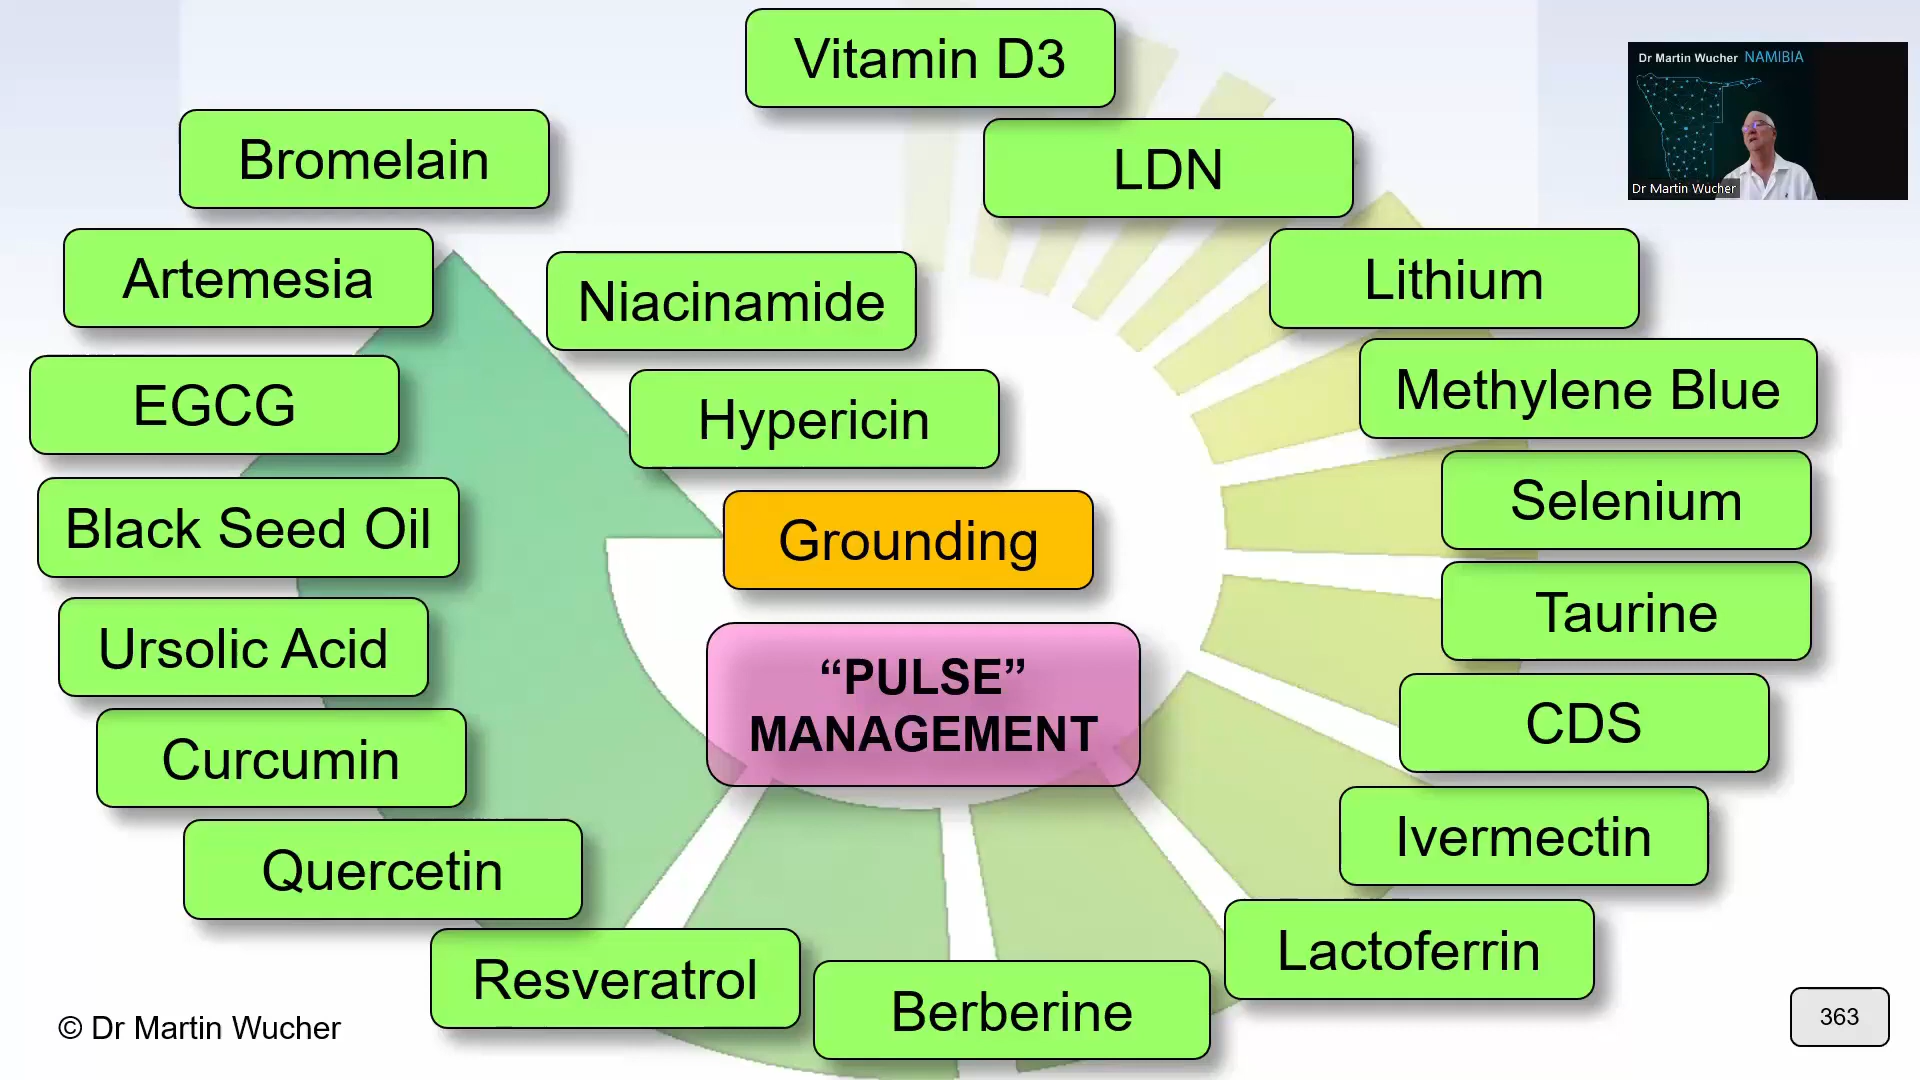 Vitamin D3
Dr Martin Wucher NAMIBIA
Dr Martin Wucher
Bromelain
LDN
Artemesia
Niacinamide
Lithium
EGCG
Hypericin
Methylene Blue
Black Seed Oil
Grounding
Selenium
Ursolic Acid
“PULSE”
MANAGEMENT
Taurine
Curcumin
CDS
Quercetin
Ivermectin
Resveratrol
Berberine
Lactoferrin
© Dr Martin Wucher
363